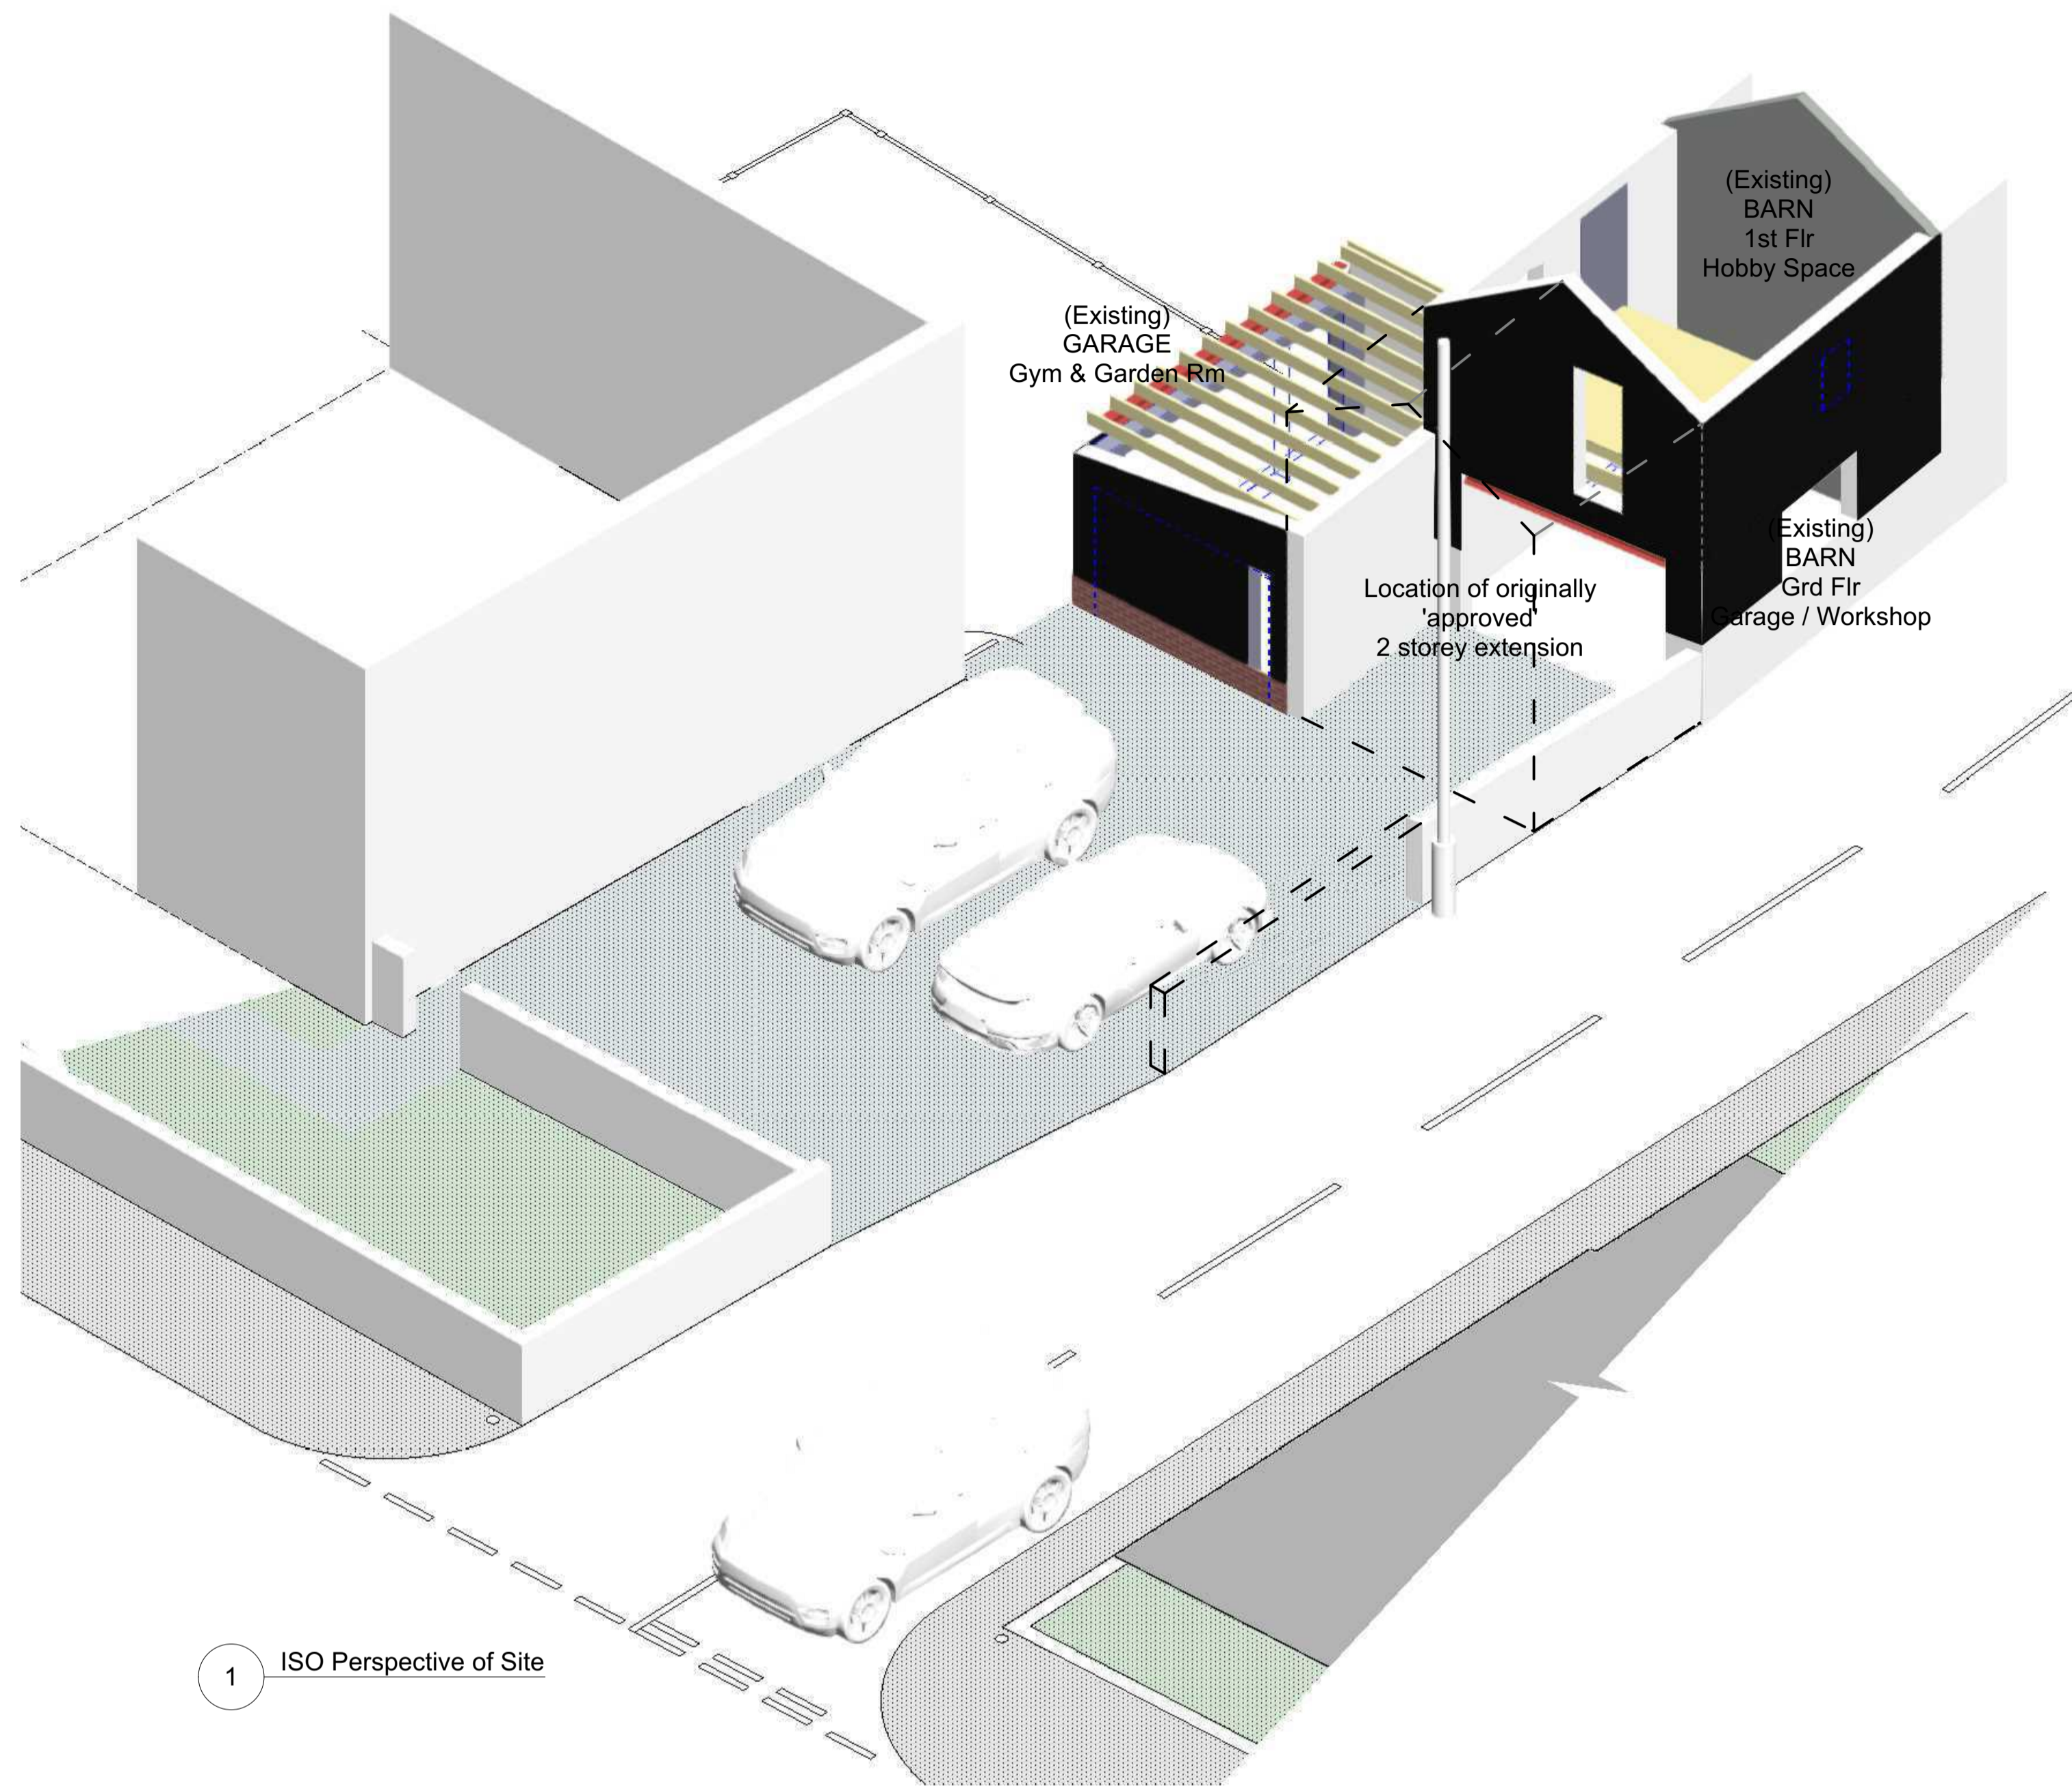 (Existing)
BARN
1st Flr
Hobby Space
(Existing)
GARAGE
Gym & Garden Rm
(Existing)
BARN
Grd Flr
Garage / Workshop
Location of originally
'approved'
2 storey extension
1
ISO Perspective of Site